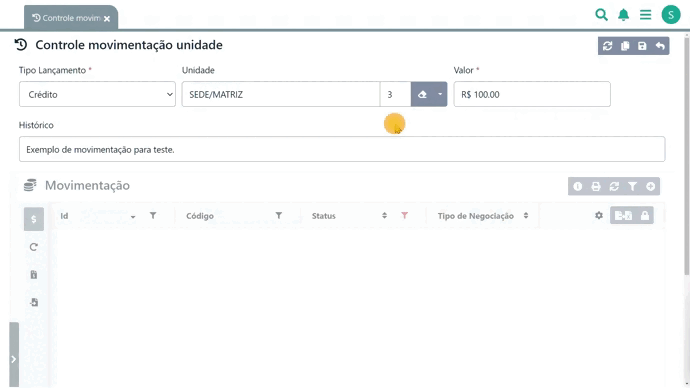 Controle movim
S
Controle movimentação unidade
Tipo Lançamento * Unidade Valor *
Crédito SEDE/MATRIZ 3 R$ 100.00
Histórico
Exemplo de movimentação para teste.
Movimentação
Id Código Status Tipo de Negociação